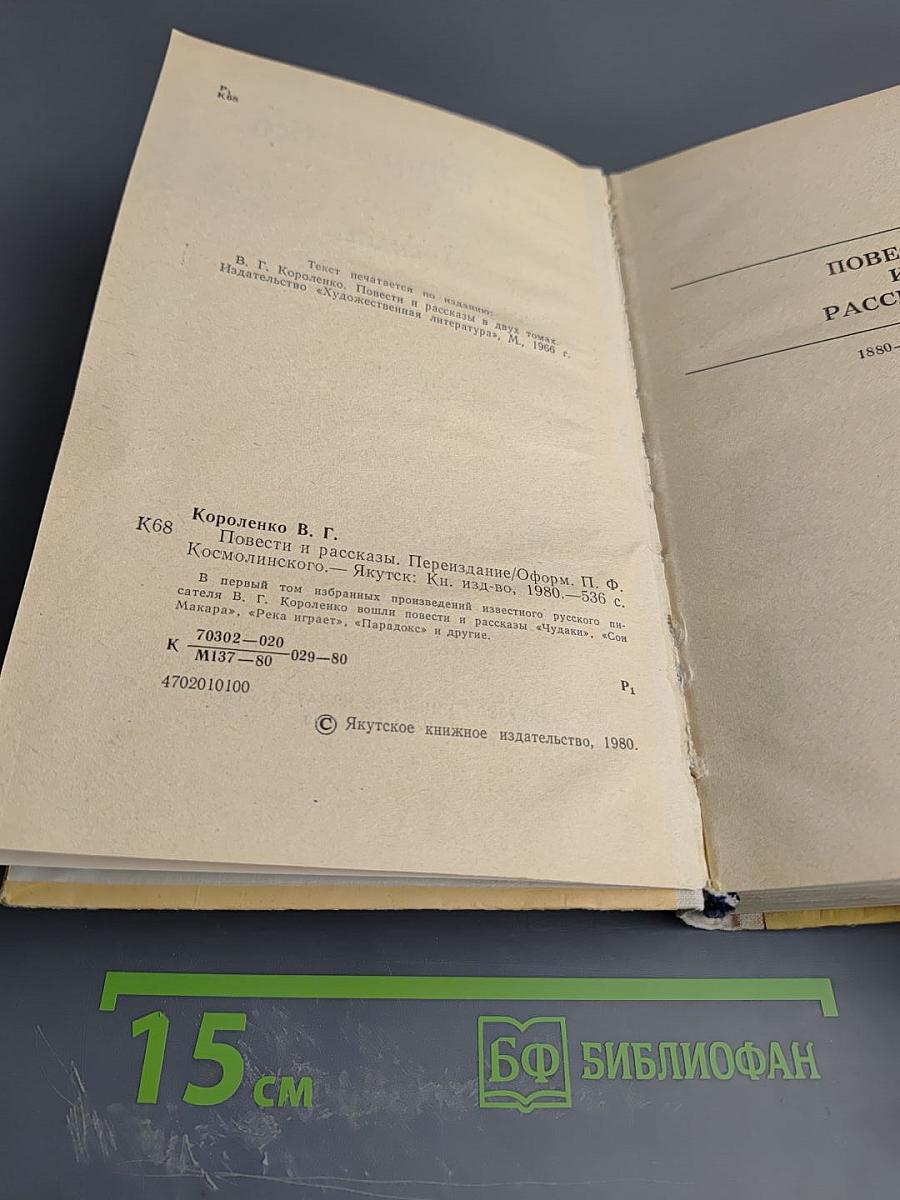 Р1
К68
Текст печатается по изданию:
В. Г. Короленко. Повести и рассказы в двух томах.
Издательство «Художественная литература», М., 1966 г.
Короленко В. Г.
К68 Повести и рассказы. Переиздание/Оформ. П. Ф.
Космолинского.— Якутск: Кн. изд-во, 1980.—536 с.
В первый том избранных произведений известного русского пи-
сателя В. Г. Короленко вошли повести и рассказы «Чудаки», «Сон
Макара», «Река играет», «Парадокс» и другие.
К 70302—020
М137—80 029—80
Р1
4702010100
© Якутское книжное издательство, 1980.
ПОВЕ
И
РАСС
1880—
15 см
БФ БИБЛИОФАН